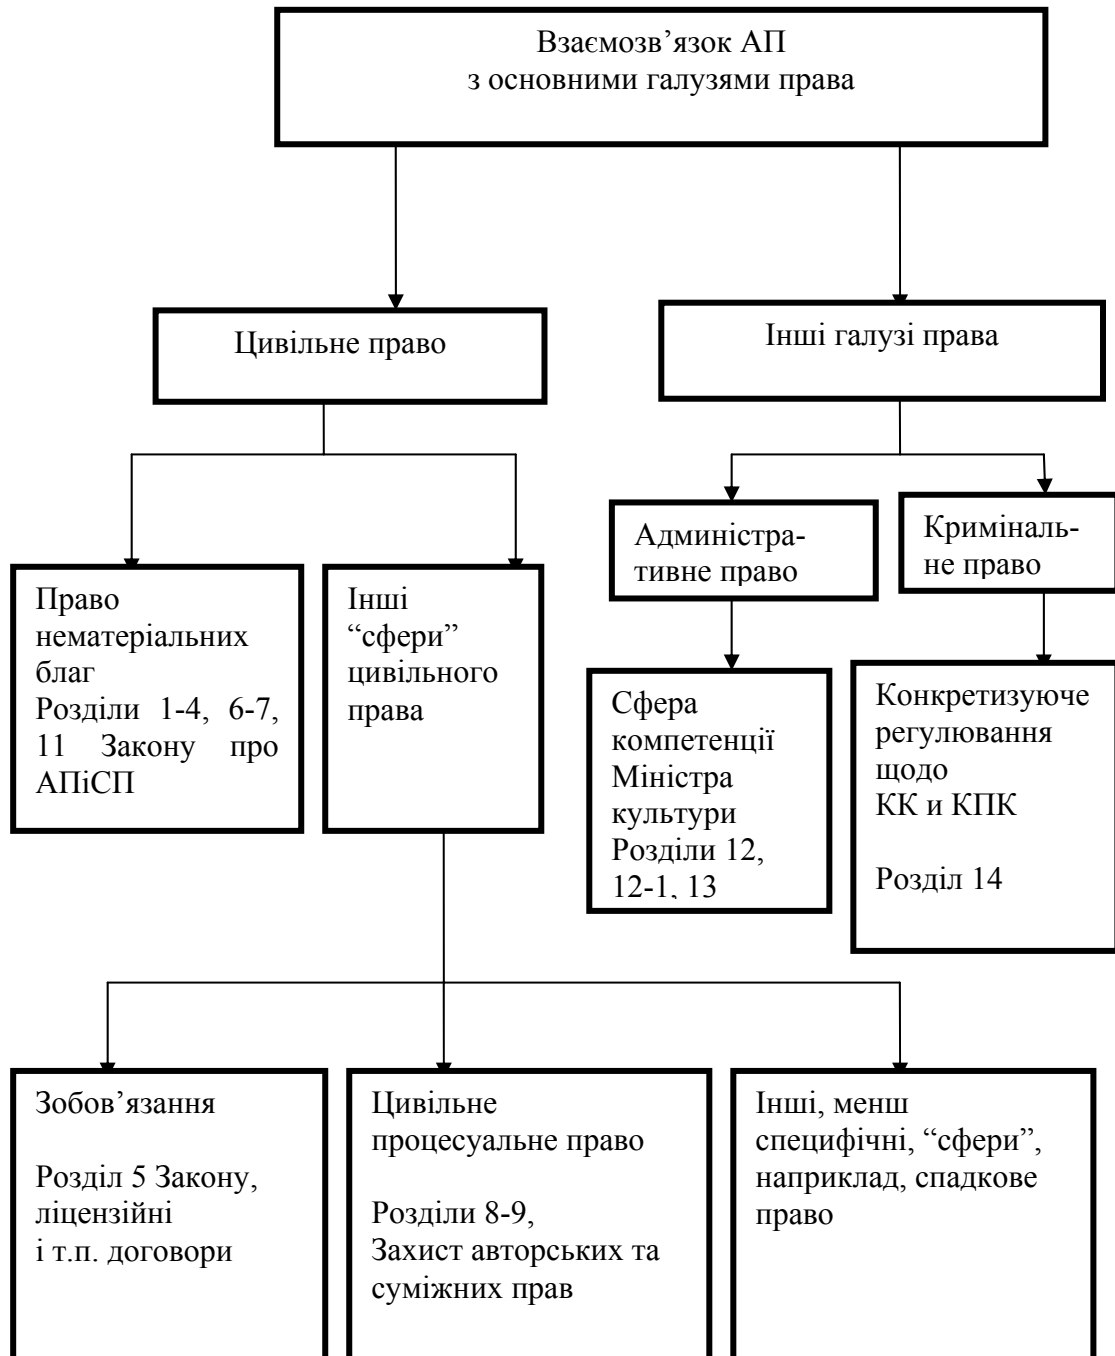 Взаємозв’язок АП
з основними галузями права
Цивільне право
Інші галузі права
Адміністра-
тивне право
Криміналь-
не право
Право
нематеріальних
благ
Розділи 1-4, 6-7,
11 Закону про
АПіСП
Інші
“сфери”
цивільного
права
Сфера
компетенції
Міністра
культури
Розділи 12,
12-1, 13
Конкретизуюче
регулювання
щодо
КК и КПК
Розділ 14
Зобов’язання
Розділ 5 Закону,
ліцензійні
і т.п. договори
Цивільне
процесуальне право
Розділи 8-9,
Захист авторських та
суміжних прав
Інші, менш
специфічні, “сфери”,
наприклад, спадкове
право